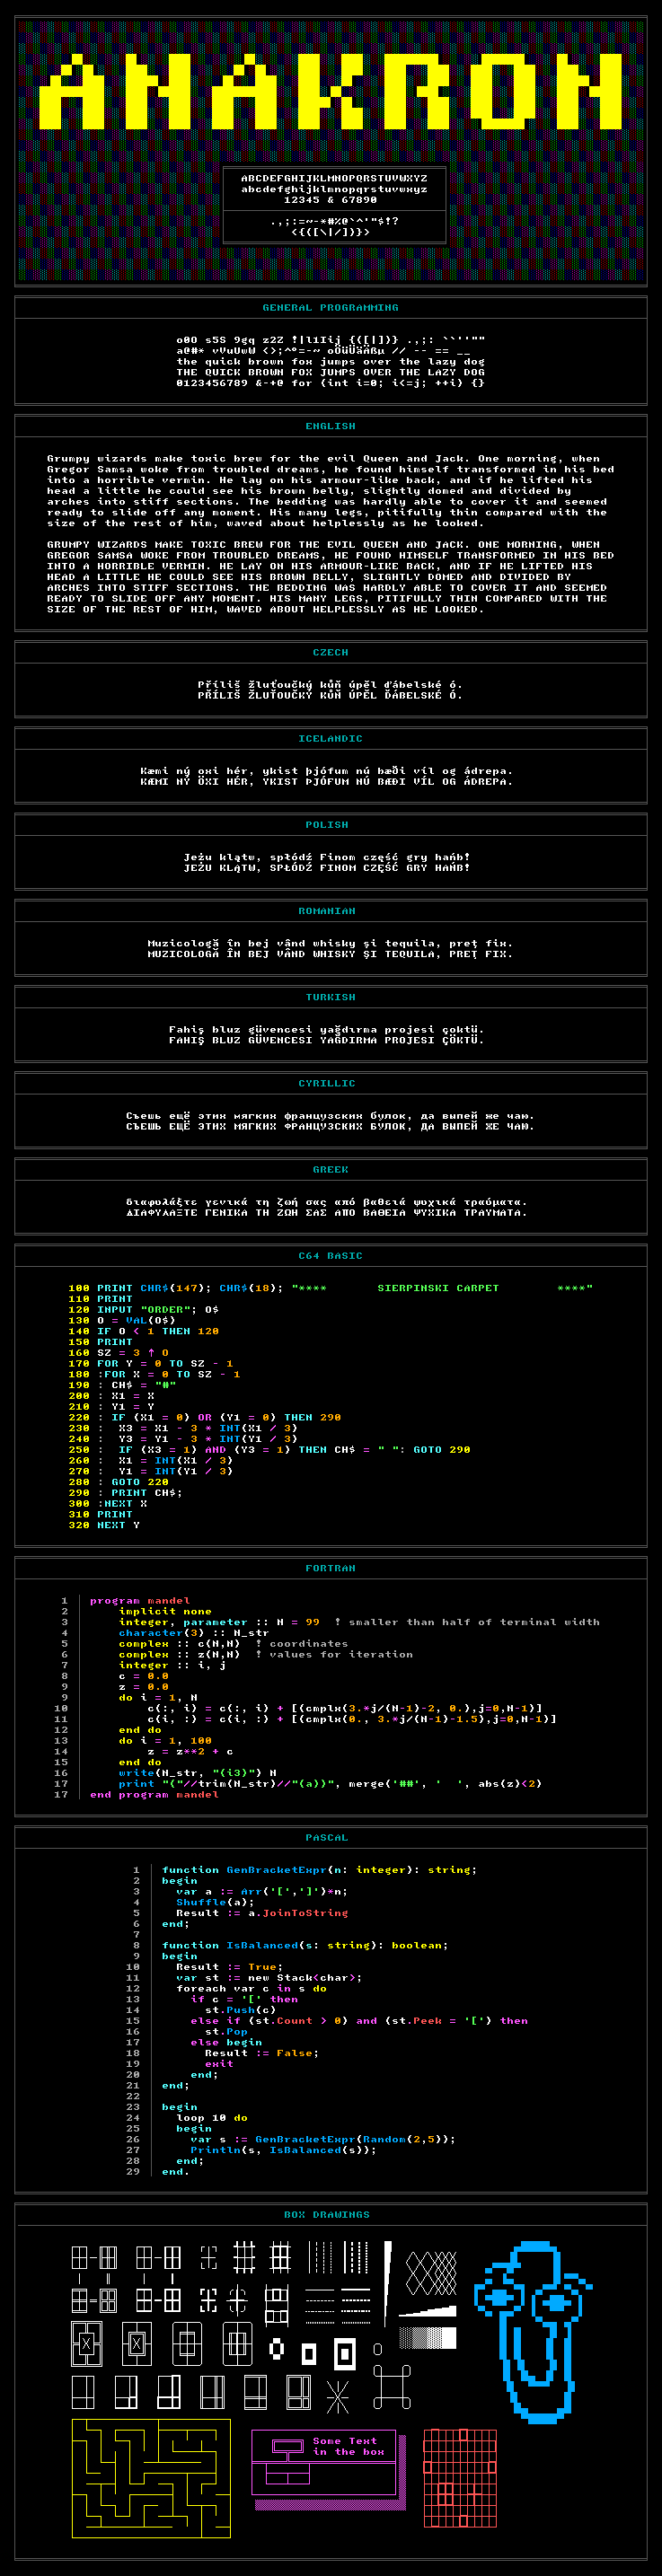 ANAKRON
ABCDEFGHIJKLMNOPQRSTUVWXYZ
abcdefghijklmnopqrstuvwxyz
12345 & 67890
.,;:=~-*#%@`^'"$!?
<{([\|/])}>
GENERAL PROGRAMMING
o0O s5S 9gq z2Z !|l1Iij {([|])} .,;: ``''""
a@#* vVuUwW <>;^°=-~ öÖüÜäÄßµ // -- == __
the quick brown fox jumps over the lazy dog
THE QUICK BROWN FOX JUMPS OVER THE LAZY DOG
0123456789 &-+@ for (int i=0; i<=j; ++i) {}
ENGLISH
Grumpy wizards make toxic brew for the evil Queen and Jack. One morning, when
Gregor Samsa woke from troubled dreams, he found himself transformed in his bed
into a horrible vermin. He lay on his armour-like back, and if he lifted his
head a little he could see his brown belly, slightly domed and divided by
arches into stiff sections. The bedding was hardly able to cover it and seemed
ready to slide off any moment. His many legs, pitifully thin compared with the
size of the rest of him, waved about helplessly as he looked.
GRUMPY WIZARDS MAKE TOXIC BREW FOR THE EVIL QUEEN AND JACK. ONE MORNING, WHEN
GREGOR SAMSA WOKE FROM TROUBLED DREAMS, HE FOUND HIMSELF TRANSFORMED IN HIS BED
INTO A HORRIBLE VERMIN. HE LAY ON HIS ARMOUR-LIKE BACK, AND IF HE LIFTED HIS
HEAD A LITTLE HE COULD SEE HIS BROWN BELLY, SLIGHTLY DOMED AND DIVIDED BY
ARCHES INTO STIFF SECTIONS. THE BEDDING WAS HARDLY ABLE TO COVER IT AND SEEMED
READY TO SLIDE OFF ANY MOMENT. HIS MANY LEGS, PITIFULLY THIN COMPARED WITH THE
SIZE OF THE REST OF HIM, WAVED ABOUT HELPLESSLY AS HE LOOKED.
CZECH
Příliš žluťoučký kůň úpěl ďábelské ó.
PŘÍLIŠ ŽLUŤOUČKÝ KŮŇ ÚPĚL ĎÁBELSKÉ Ó.
ICELANDIC
Kæmi ný öxi hér, ykist þjófum nú bæði víl og ádrepa.
KÆMI NÝ ÖXI HÉR, YKIST ÞJÓFUM NÚ BÆÐI VÍL OG ÁDREPA.
POLISH
Jeżu klątw, spłódź Finom część gry hańb!
JEŻU KLĄTW, SPŁÓDŹ FINOM CZĘŚĆ GRY HAŃB!
ROMANIAN
Muzicologă în bej vând whisky și tequila, preț fix.
MUZICOLOGĂ ÎN BEJ VÂND WHISKY ȘI TEQUILA, PREȚ FIX.
TURKISH
Fahiş bluz güvencesi yağdırma projesi çöktü.
FAHIŞ BLUZ GÜVENCESI YAĞDIRMA PROJESI ÇÖKTÜ.
CYRILLIC
Съешь ещё этих мягких французских булок, да выпей же чаю.
СЪЕШЬ ЕЩЁ ЭТИХ МЯГКИХ ФРАНЦУЗСКИХ БУЛОК, ДА ВЫПЕЙ ЖЕ ЧАЮ.
GREEK
διαφυλάξτε γενικά τη ζωή σας από βαθειά ψυχικά τραύματα.
ΔΙΑΦΥΛΑΞΤΕ ΓΕΝΙΚΑ ΤΗ ΖΩΗ ΣΑΣ ΑΠΟ ΒΑΘΕΙΑ ΨΥΧΙΚΑ ΤΡΑΥΜΑΤΑ.
C64 BASIC
100 PRINT CHR$(147); CHR$(18); "****       SIERPINSKI CARPET        ****"
110 PRINT
120 INPUT "ORDER"; O$
130 O = VAL(O$)
140 IF O < 1 THEN 120
150 PRINT
160 SZ = 3 ↑ O
170 FOR Y = 0 TO SZ - 1
180 :FOR X = 0 TO SZ - 1
190 : CH$ = "#"
200 : X1 = X
210 : Y1 = Y
220 : IF (X1 = 0) OR (Y1 = 0) THEN 290
230 :  X3 = X1 - 3 * INT(X1 / 3)
240 :  Y3 = Y1 - 3 * INT(Y1 / 3)
250 :  IF (X3 = 1) AND (Y3 = 1) THEN CH$ = " ": GOTO 290
260 :  X1 = INT(X1 / 3)
270 :  Y1 = INT(Y1 / 3)
280 : GOTO 220
290 : PRINT CH$;
300 :NEXT X
310 PRINT
320 NEXT Y
FORTRAN
1 program mandel
2     implicit none
3     integer, parameter :: N = 99  ! smaller than half of terminal width
4     character(3) :: N_str
5     complex :: c(N,N)  ! coordinates
6     complex :: z(N,N)  ! values for iteration
7     integer :: i, j
8     c = 0.0
9     z = 0.0
9     do i = 1, N
10         c(:, i) = c(:, i) + [(cmplx(3.*j/(N-1)-2, 0.),j=0,N-1)]
11         c(i, :) = c(i, :) + [(cmplx(0., 3.*j/(N-1)-1.5),j=0,N-1)]
12     end do
13     do i = 1, 100
14         z = z**2 + c
15     end do
16     write(N_str, "(i3)") N
17     print "("//trim(N_str)//"(a))", merge('##', '  ', abs(z)<2)
17 end program mandel
PASCAL
1 function GenBracketExpr(n: integer): string;
2 begin
3   var a := Arr('[',']')*n;
4   Shuffle(a);
5   Result := a.JoinToString
6 end;
7
8 function IsBalanced(s: string): boolean;
9 begin
10   Result := True;
11   var st := new Stack<char>;
12   foreach var c in s do
13     if c = '[' then
14       st.Push(c)
15     else if (st.Count > 0) and (st.Peek = '[') then
16       st.Pop
17     else begin
18       Result := False;
19       exit
20     end;
21 end;
22
23 begin
24   loop 10 do
25   begin
26     var s := GenBracketExpr(Random(2,5));
27     Println(s, IsBalanced(s));
28   end;
29 end.
BOX DRAWINGS
Some Text
in the box